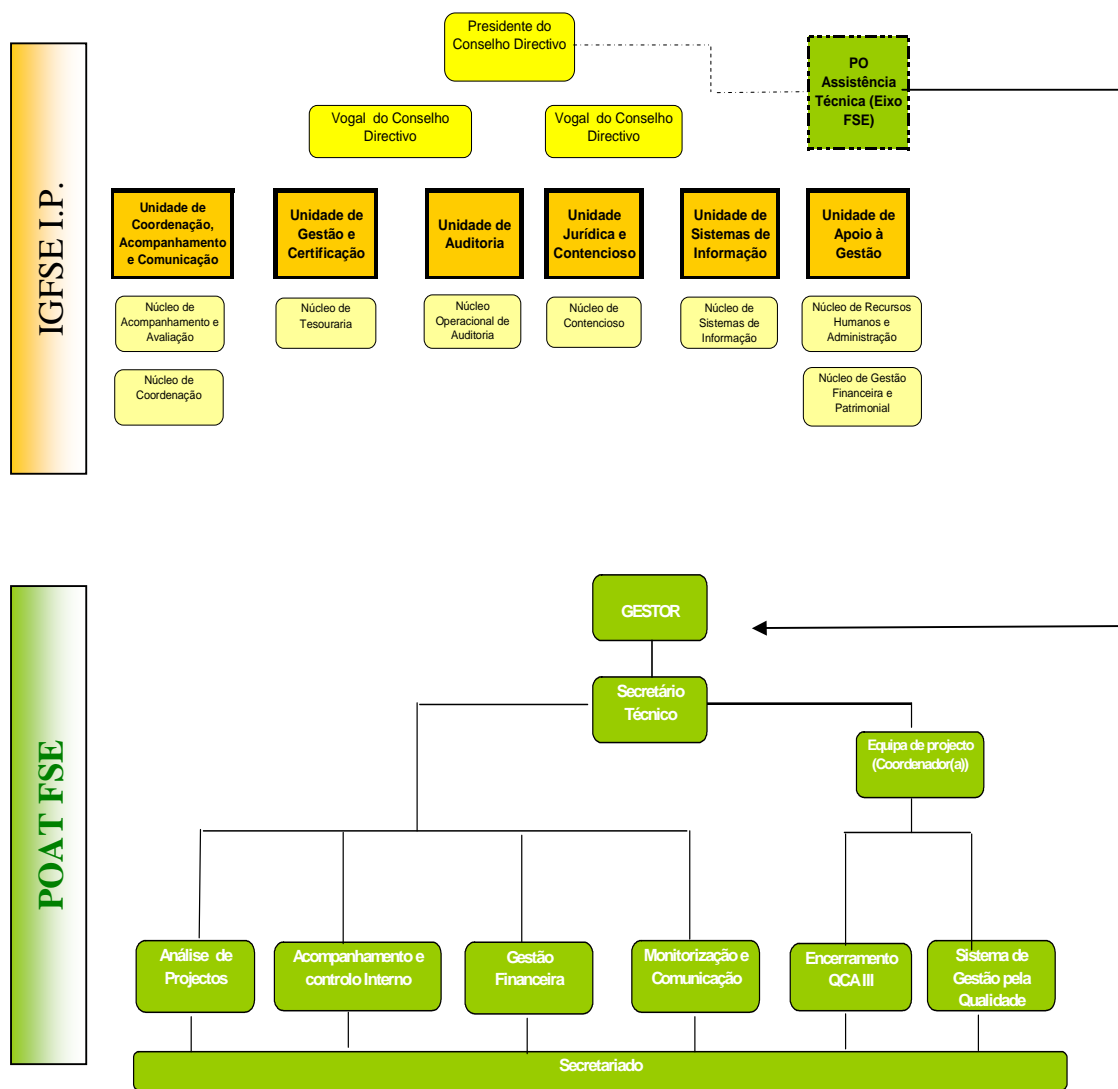 IGFSE I.P.
Presidente do
Conselho Directivo
PO
Assistência
Técnica (Eixo
FSE)
Vogal do Conselho
Directivo
Vogal do Conselho
Directivo
Unidade de
Coordenação,
Acompanhamento
e Comunicação
Unidade de
Gestão e
Certificação
Unidade de
Auditoria
Unidade
Jurídica e
Contencioso
Unidade de
Sistemas de
Informação
Unidade de
Apoio à
Gestão
Núcleo de
Acompanhamento e
Avaliação
Núcleo de
Tesouraria
Núcleo
Operacional de
Auditoria
Núcleo de
Contencioso
Núcleo de
Sistemas de
Informação
Núcleo de Recursos
Humanos e
Administração
Núcleo de
Coordenação
Núcleo de Gestão
Financeira e
Patrimonial
POAT FSE
GESTOR
Secretário
Técnico
Equipa de projecto
(Coordenador(a))
Análise de
Projectos
Acompanhamento e
controlo Interno
Gestão
Financeira
Monitorização e
Comunicação
Encerramento
QCA III
Sistema de
Gestão pela
Qualidade
Secretariado